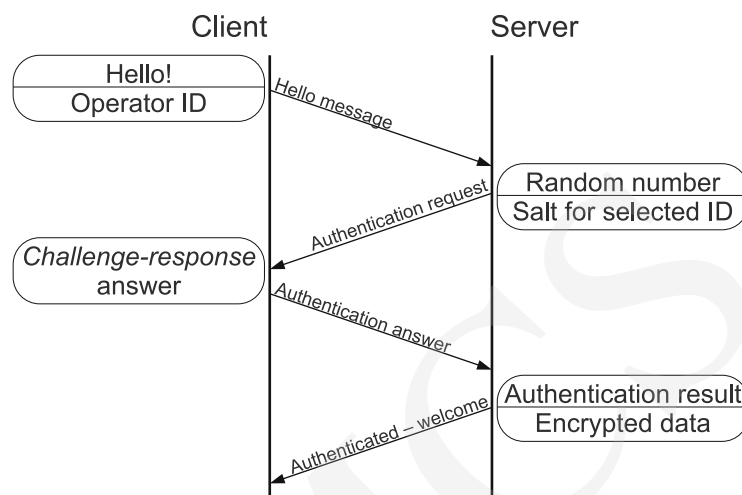 Client
Server
Hello!
Operator ID
Hello message
Random number
Salt for selected ID
Authentication request
Challenge-response
answer
Authentication answer
Authentication result
Encrypted data
Authenticated – welcome